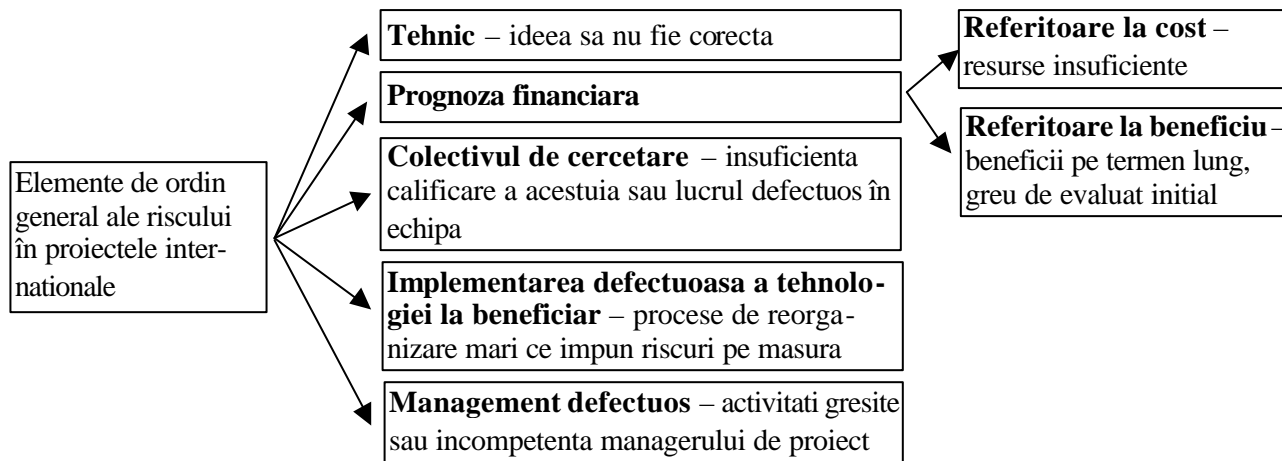 Elemente de ordin
general ale riscului
în proiectele inter-
nationale
Tehnic – ideea sa nu fie corecta
Prognoza financiara
Colectivul de cercetare – insuficienta
calificare a acestuia sau lucrul defectuos în
echipa
Implementarea defectuoasa a tehnolo-
giei la beneficiar – procese de reorga-
nizare mari ce impun riscuri pe masura
Management defectuos – activitati gresite
sau incompetenta managerului de proiect
Referitoare la cost –
resurse insuficiente
Referitoare la beneficiu –
beneficii pe termen lung,
greu de evaluat initial